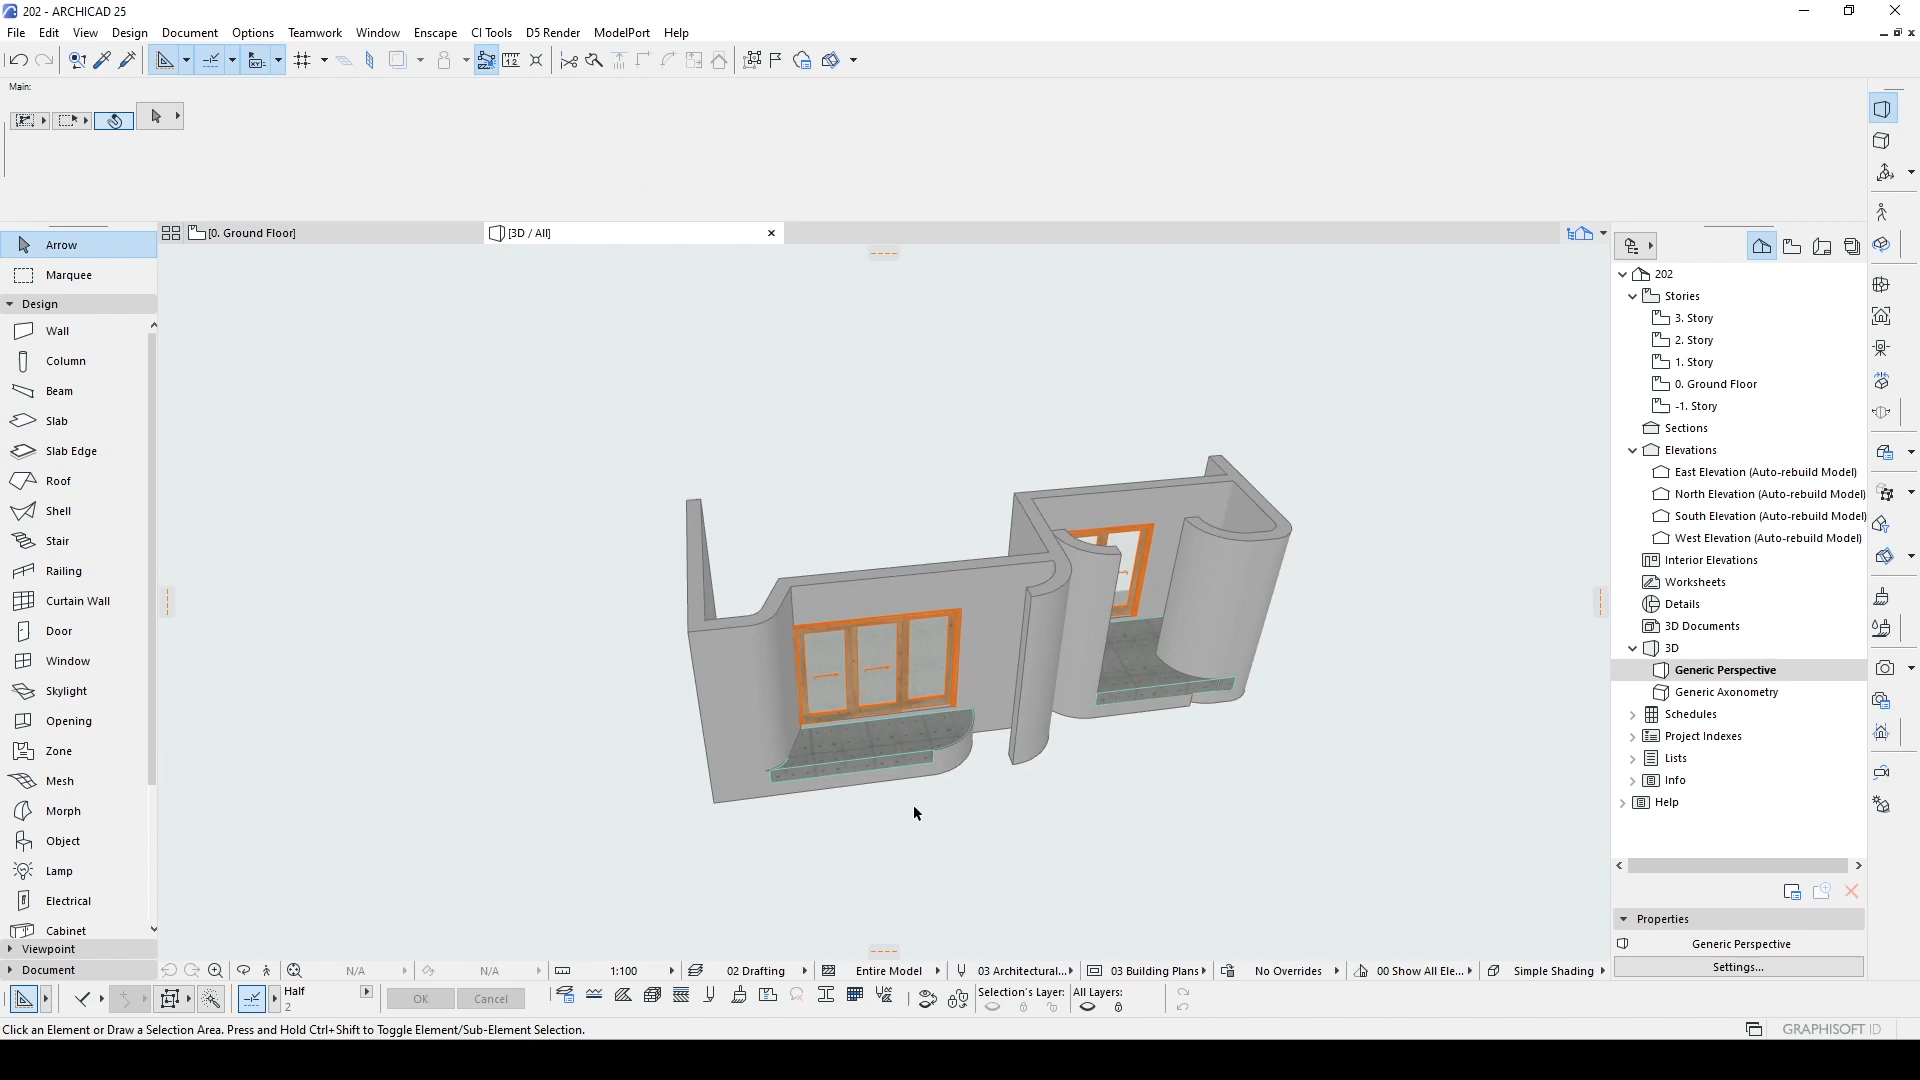 202 - ARCHICAD 25
File Edit View Design Document Options Teamwork Window Enscape CI Tools D5 Render ModelPort Help
Main:
[0. Ground Floor]
[3D / All]
Arrow
Marquee
Design
Wall
Column
Beam
Slab
Slab Edge
Roof
Shell
Stair
Railing
Curtain Wall
Door
Window
Skylight
Opening
Zone
Mesh
Morph
Object
Lamp
Electrical
Cabinet
Viewpoint
Document
202
Stories
3. Story
2. Story
1. Story
0. Ground Floor
-1. Story
Sections
Elevations
East Elevation (Auto-rebuild Model)
North Elevation (Auto-rebuild Model)
South Elevation (Auto-rebuild Model)
West Elevation (Auto-rebuild Model)
Interior Elevations
Worksheets
Details
3D Documents
3D
Generic Perspective
Generic Axonometry
Schedules
Project Indexes
Lists
Info
Help
Properties
Generic Perspective
Settings...
N/A N/A 1:100 02 Drafting Entire Model 03 Architectural... 03 Building Plans No Overrides 00 Show All Ele... Simple Shading
Half
2
OK Cancel
Selection's Layer: All Layers:
Click an Element or Draw a Selection Area. Press and Hold Ctrl+Shift to Toggle Element/Sub-Element Selection.
GRAPHISOFT ID